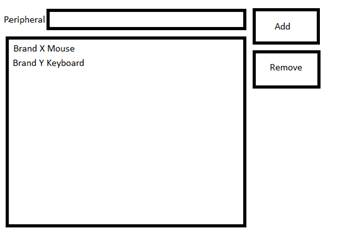 Peripheral
Add
Remove
Brand X Mouse
Brand Y Keyboard